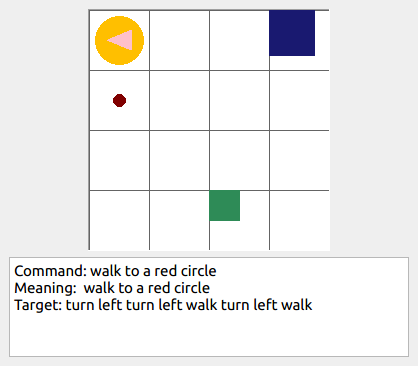 Command: walk to a red circle
Meaning:  walk to a red circle
Target: turn left turn left walk turn left walk